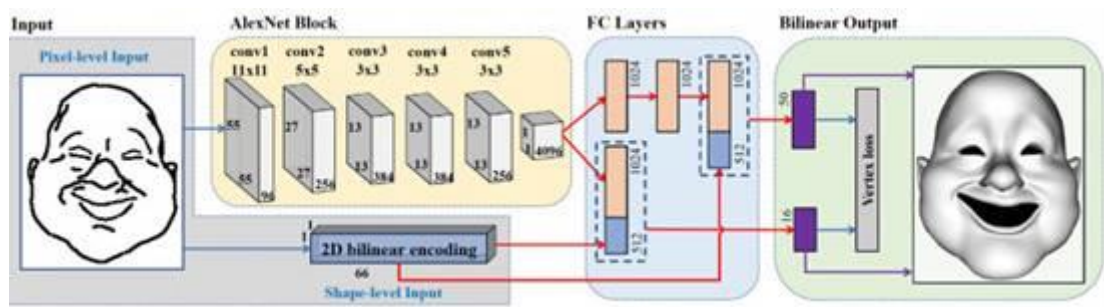 Input
AlexNet Block
FC Layers
Bilinear Output
Pixel-level Input
conv1 conv2 conv3 conv4 conv5
11x11 5x5 3x3 3x3 3x3
55
55
96
27
27
256
13
13
384
13
13
384
13
13
256
1
1
4096
1024
1024
1024
512
1024
512
50
16
Vertex loss
1
1
2D bilinear encoding
66
Shape-level Input